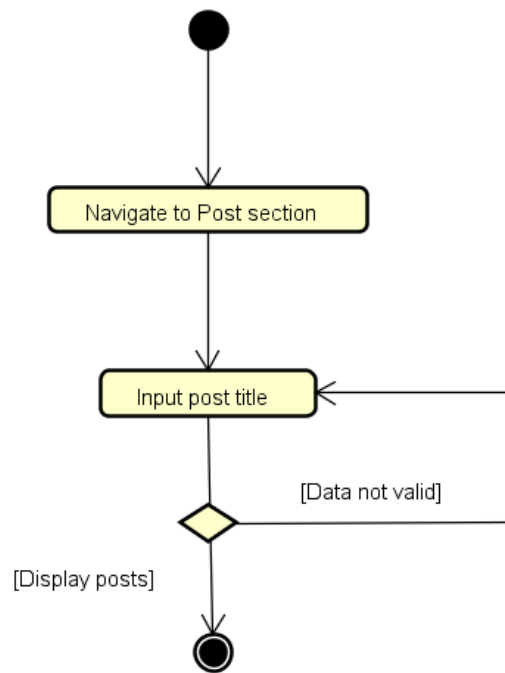 Navigate to Post section
Input post title
[Data not valid]
[Display posts]